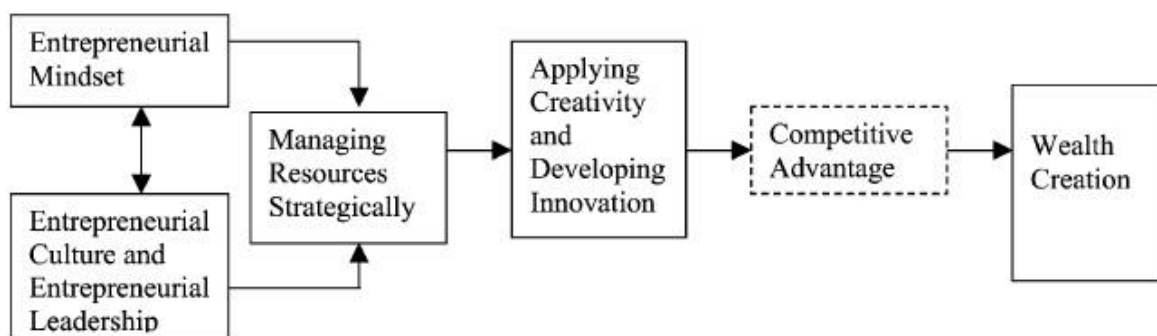 Entrepreneurial
Mindset
Entrepreneurial
Culture and
Entrepreneurial
Leadership
Managing
Resources
Strategically
Applying
Creativity
and
Developing
Innovation
Competitive
Advantage
Wealth
Creation